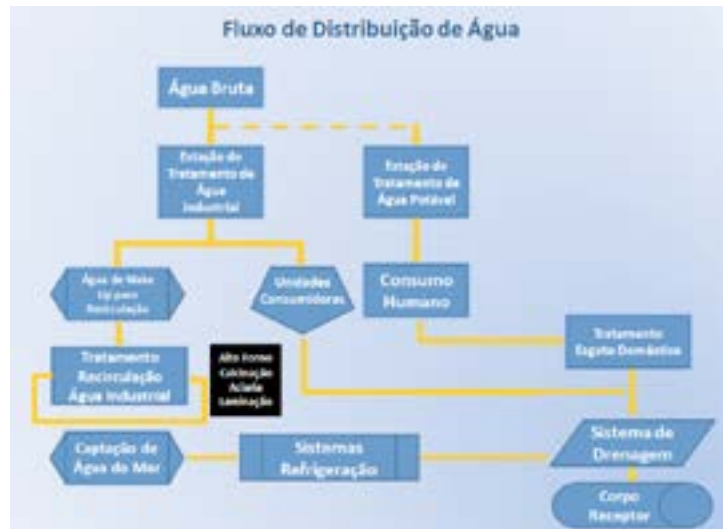 Fluxo de Distribuição de Água
Água Bruta
Estação de
Tratamento de
Água
Industrial
Estação de
Tratamento de
Água Potável
Água de Make
Up para
Recirculação
Unidades
Consumidoras
Consumo
Humano
Tratamento
Esgoto Doméstico
Tratamento
Recirculação
Água Industrial
Alto Forno
Calcinação
Aciaria
Laminação
Captação de
Água do Mar
Sistemas
Refrigeração
Sistema de
Drenagem
Corpo
Receptor